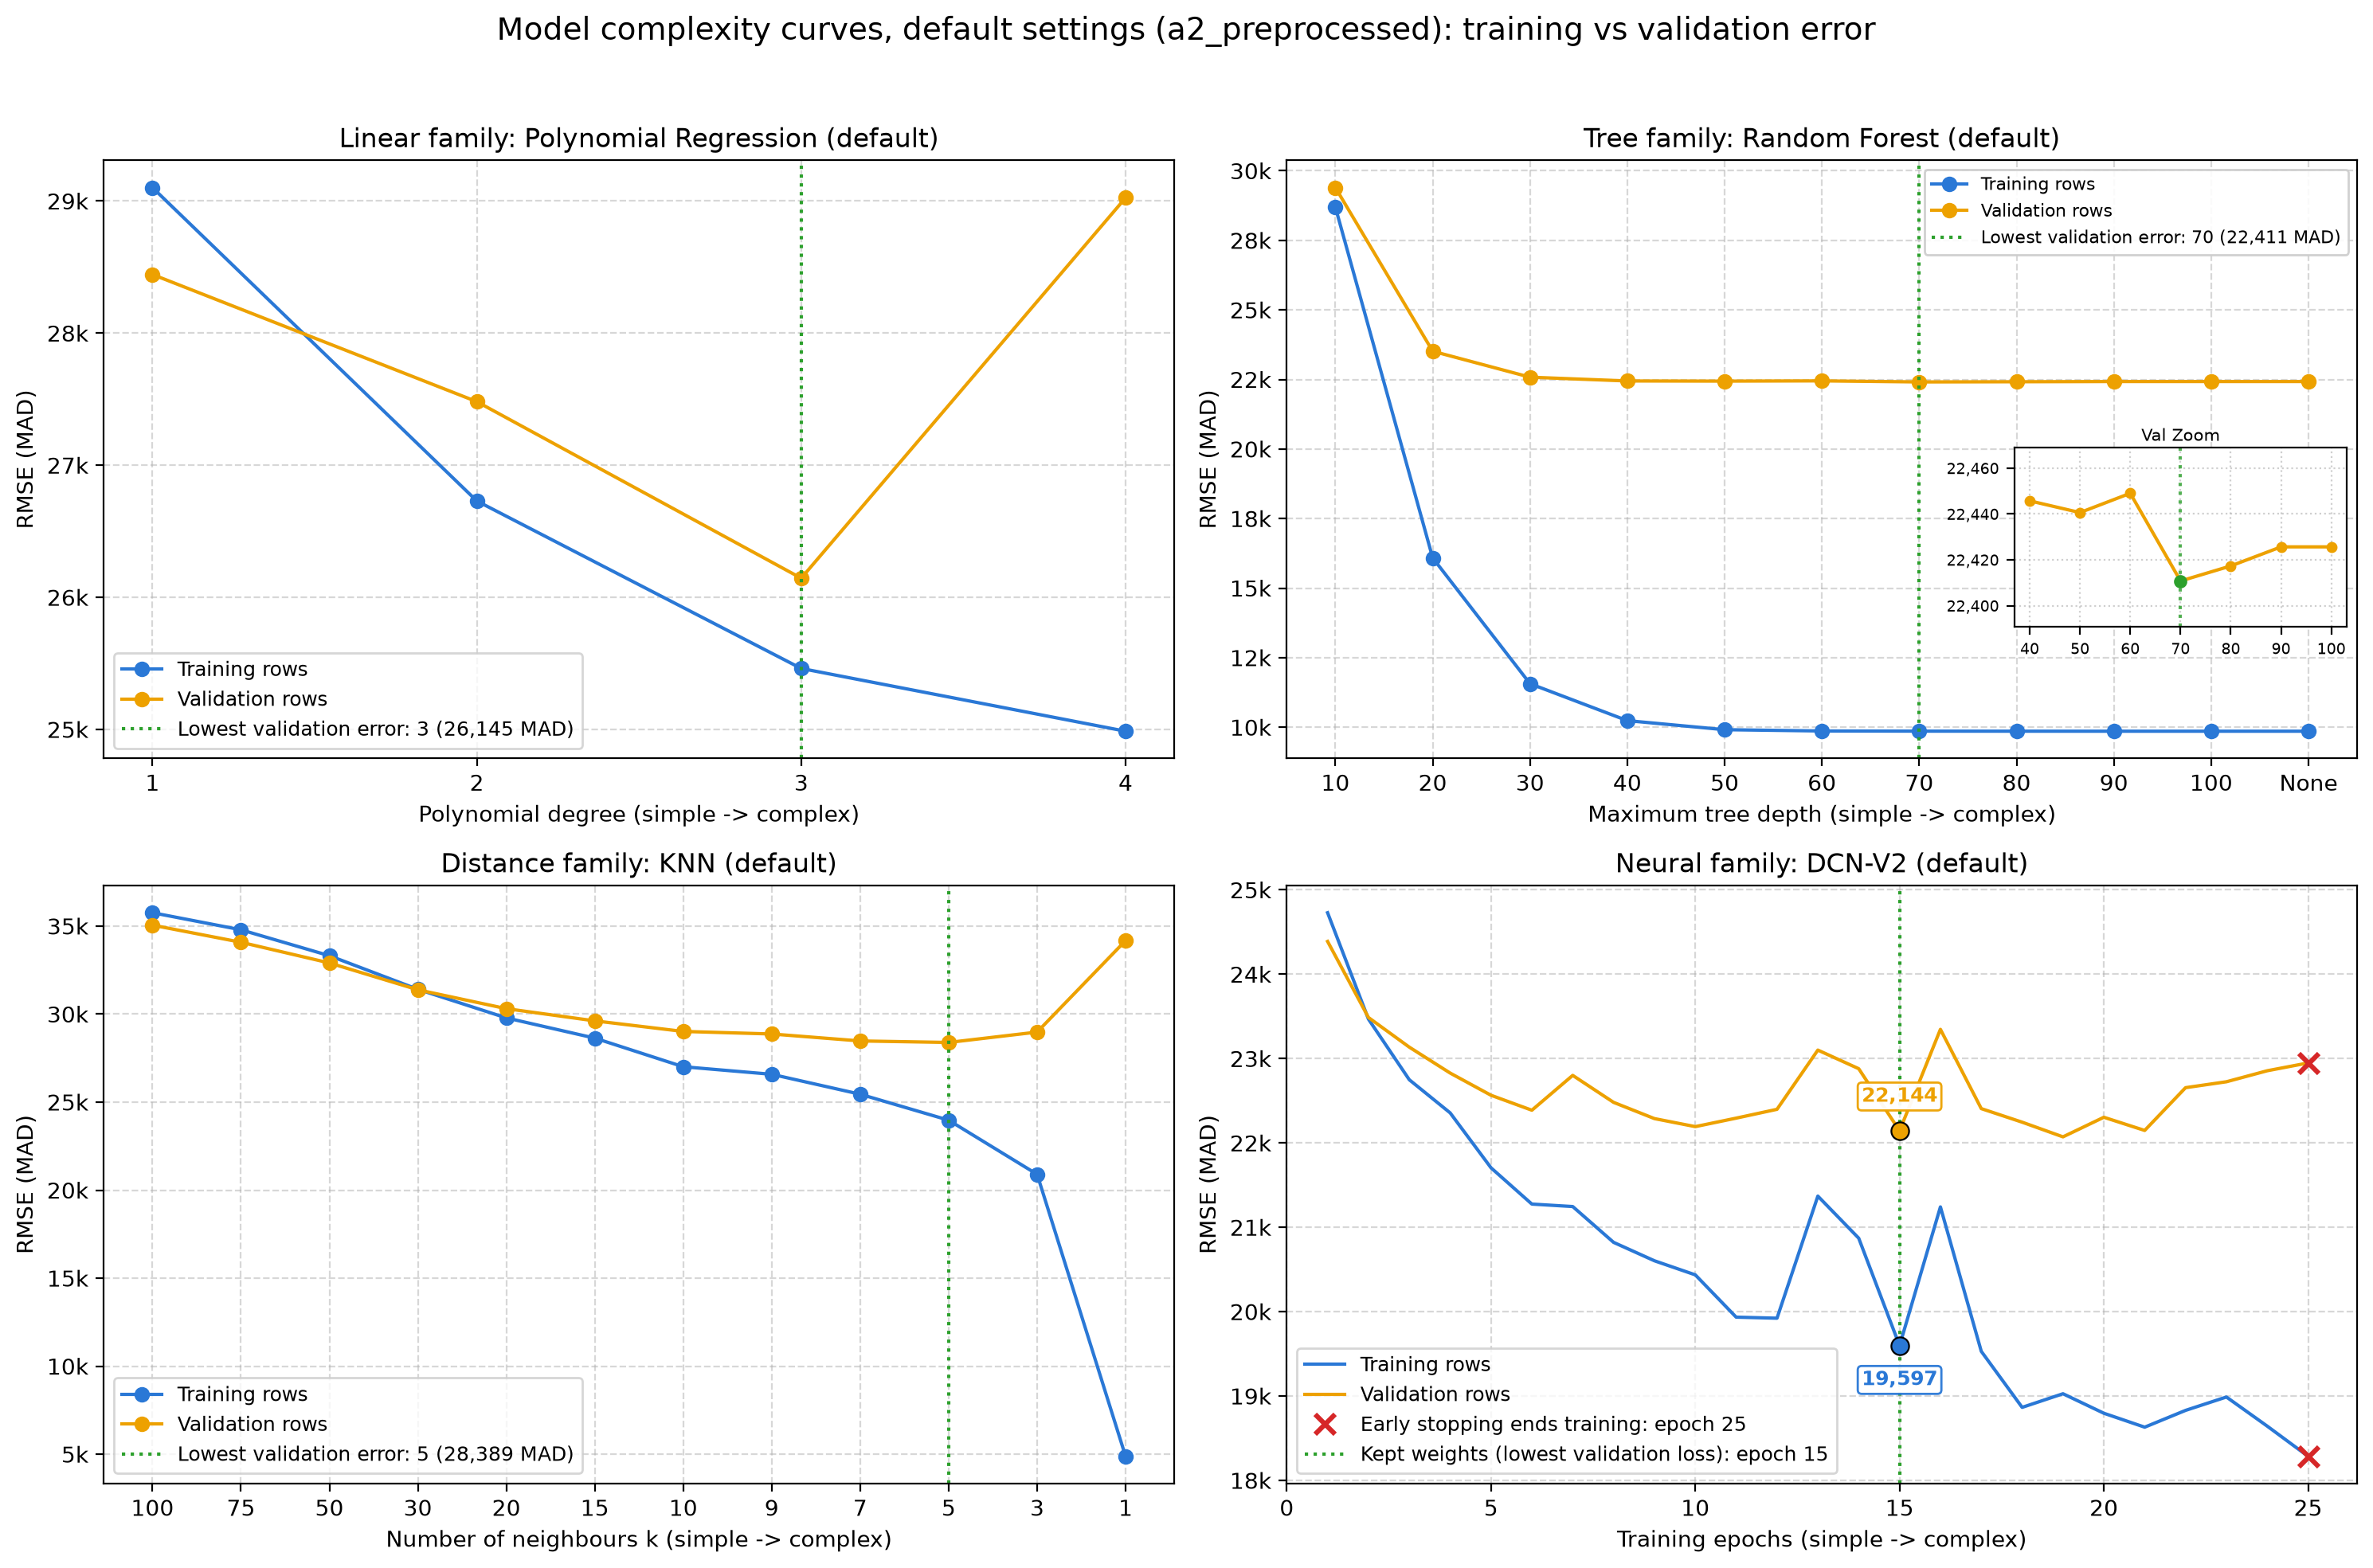 Model complexity curves, default settings (a2_preprocessed): training vs validation error
Linear family: Polynomial Regression (default)
RMSE (MAD)
29k
28k
27k
26k
25k
Training rows
Validation rows
Lowest validation error: 3 (26,145 MAD)
1 2 3 4
Polynomial degree (simple -> complex)
Tree family: Random Forest (default)
RMSE (MAD)
30k
28k
25k
22k
20k
18k
15k
12k
10k
Training rows
Validation rows
Lowest validation error: 70 (22,411 MAD)
Val Zoom
22,460
22,440
22,420
22,400
40 50 60 70 80 90 100
10 20 30 40 50 60 70 80 90 100 None
Maximum tree depth (simple -> complex)
Distance family: KNN (default)
RMSE (MAD)
35k
30k
25k
20k
15k
10k
5k
Training rows
Validation rows
Lowest validation error: 5 (28,389 MAD)
100 75 50 30 20 15 10 9 7 5 3 1
Number of neighbours k (simple -> complex)
Neural family: DCN-V2 (default)
RMSE (MAD)
25k
24k
23k
22k
21k
20k
19k
18k
22,144
19,597
Training rows
Validation rows
Early stopping ends training: epoch 25
Kept weights (lowest validation loss): epoch 15
0 5 10 15 20 25
Training epochs (simple -> complex)